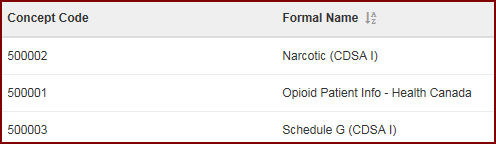 Concept Code Formal Name
500002 Narcotic (CDSA I)
500001 Opioid Patient Info - Health Canada
500003 Schedule G (CDSA I)